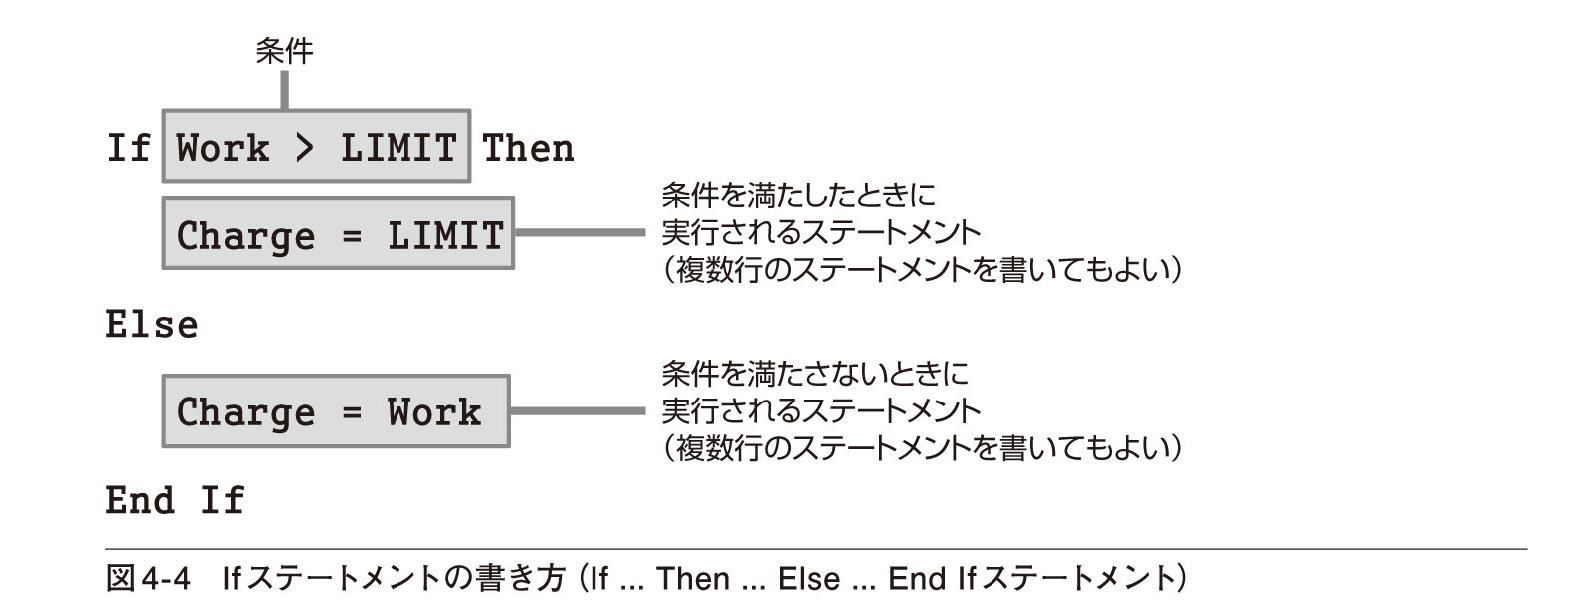 条件
If Work > LIMIT Then
Charge = LIMIT
条件を満たしたときに
実行されるステートメント
(複数行のステートメントを書いてもよい)
Else
Charge = Work
条件を満たさないときに
実行されるステートメント
(複数行のステートメントを書いてもよい)
End If
図4-4 Ifステートメントの書き方(If ... Then ... Else ... End Ifステートメント)